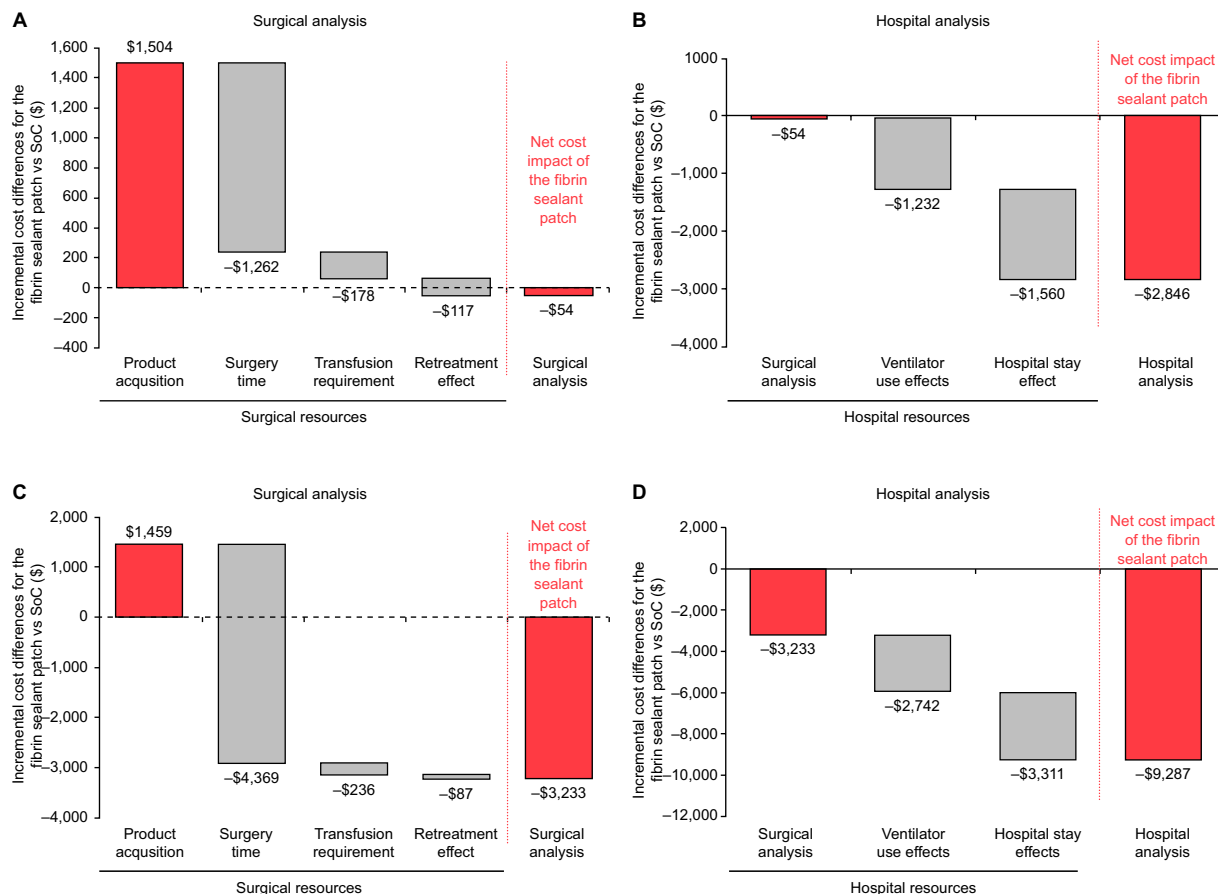 A
Surgical analysis
Incremental cost differences for the
fibrin sealant patch vs SoC ($)
1,600
1,400
1,200
1,000
800
600
400
200
0
–200
–400
$1,504
–$1,262
–$178
–$117
–$54
Net cost
impact of
the fibrin
sealant
patch
Product
acqusition
Surgery
time
Transfusion
requirement
Retreatment
effect
Surgical
analysis
Surgical resources
B
Hospital analysis
Incremental cost differences for the
fibrin sealant patch vs SoC ($)
1000
0
–1,000
–2,000
–3,000
–4,000
Net cost impact
of the fibrin
sealant patch
–$54
–$1,232
–$1,560
–$2,846
Surgical
analysis
Ventilator
use effects
Hospital stay
effect
Hospital
analysis
Hospital resources
C
Surgical analysis
Incremental cost differences for the
fibrin sealant patch vs SoC ($)
2,000
1,000
0
–1,000
–2,000
–3,000
–4,000
$1,459
–$4,369
–$236
–$87
–$3,233
Net cost
impact of
the fibrin
sealant
patch
Product
acqusition
Surgery
time
Transfusion
requirement
Retreatment
effect
Surgical
analysis
Surgical resources
D
Hospital analysis
Incremental cost differences for the
fibrin sealant patch vs SoC ($)
2,000
0
–2,000
–4,000
–6,000
–8,000
–10,000
–12,000
Net cost impact
of the fibrin
sealant patch
–$3,233
–$2,742
–$3,311
–$9,287
Surgical
analysis
Ventilator
use effects
Hospital stay
effects
Hospital
analysis
Hospital resources